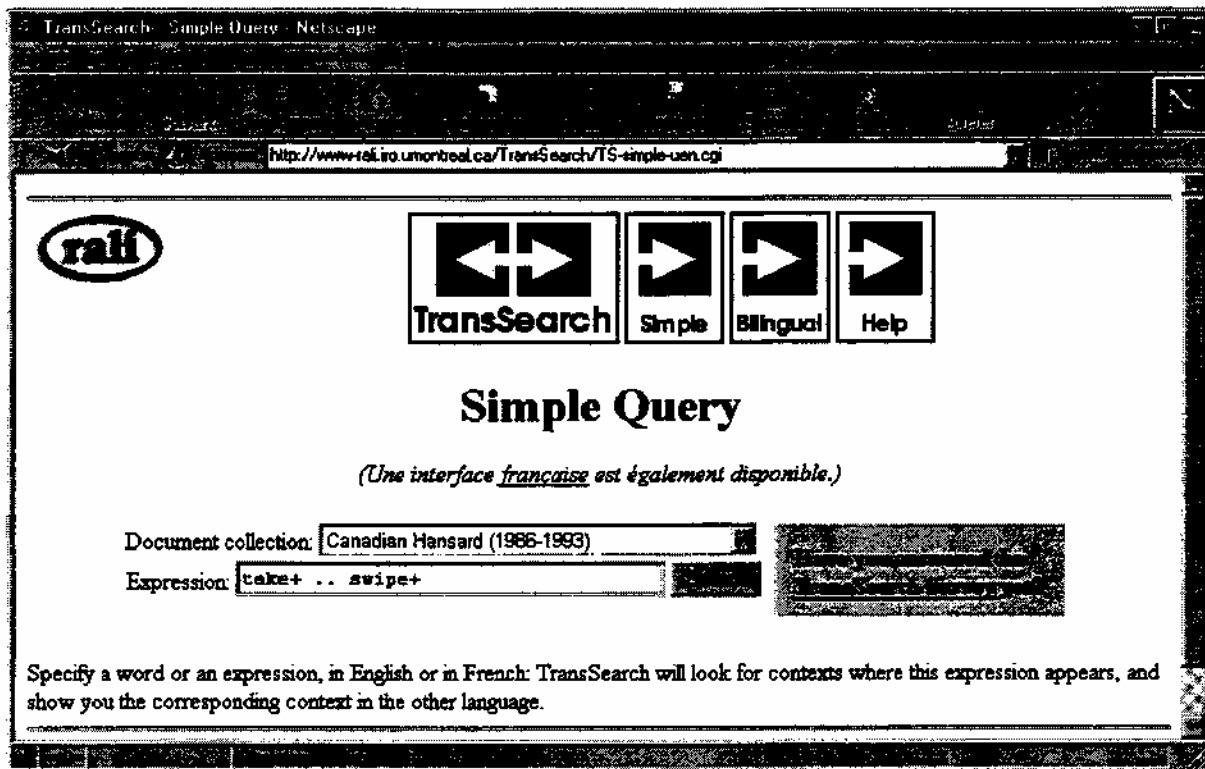 TransSearch - Simple Query - Netscape
http://www-rali.iro.umontreal.ca/TransSearch/TS-simple-uen.cgi
rali
TransSearch Simple Bilingual Help
Simple Query
(Une interface française est également disponible.)
Document collection: Canadian Hansard (1986-1993)
Expression: take+ .. swipe+
Specify a word or an expression, in English or in French: TransSearch will look for contexts where this expression appears, and
show you the corresponding context in the other language.